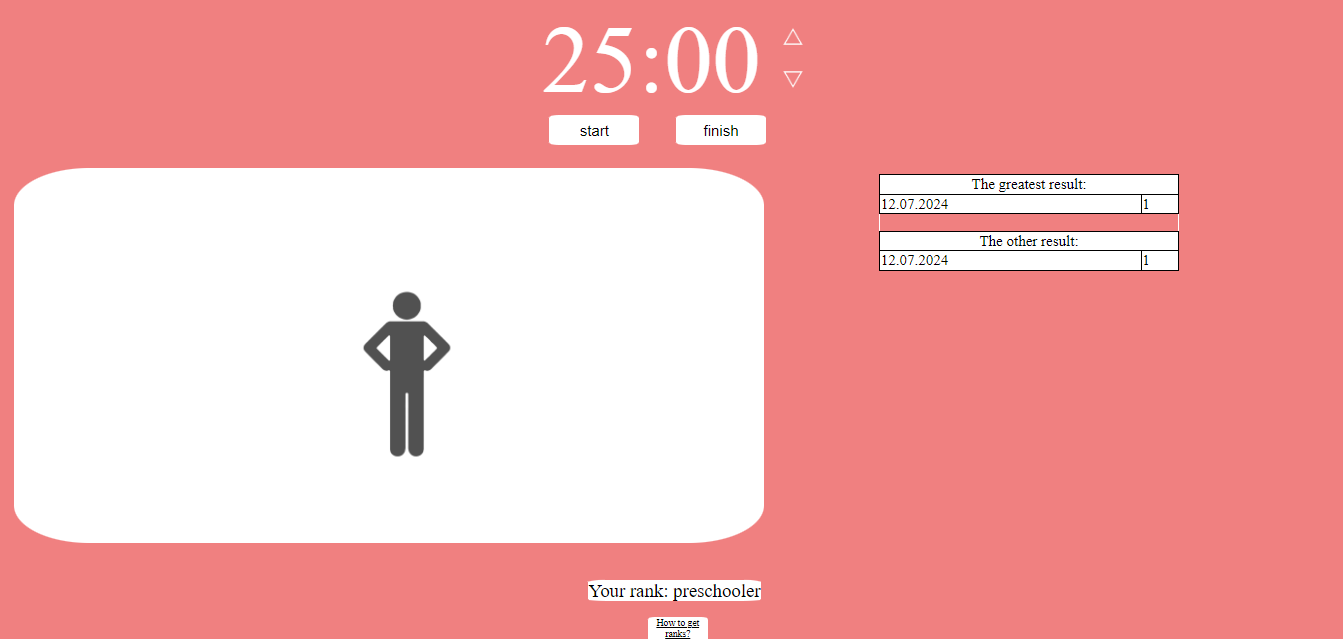 25:00
start finish
The greatest result:
12.07.2024 1
The other result:
12.07.2024 1
Your rank: preschooler
How to get
ranks?